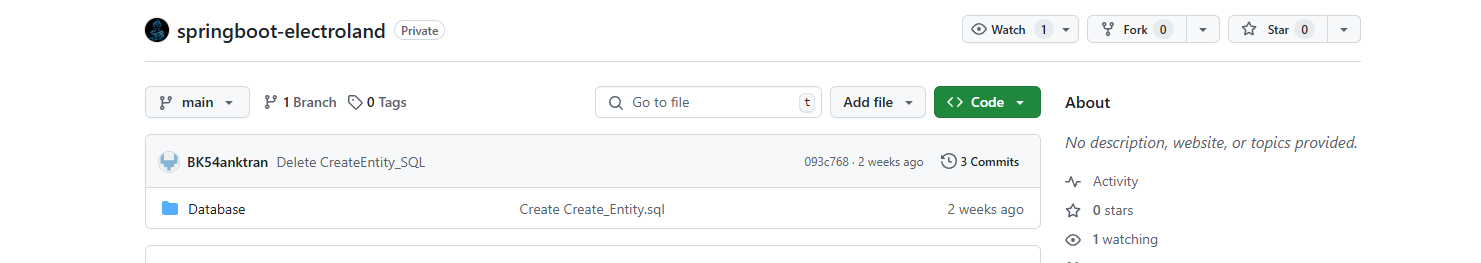 springboot-electroland Private Watch 1 Fork 0 Star 0
main 1 Branch 0 Tags Go to file t Add file Code
About
No description, website, or topics provided.
BK54anktran Delete CreateEntity_SQL 093c768 · 2 weeks ago 3 Commits
Database Create Create_Entity.sql 2 weeks ago
Activity
0 stars
1 watching